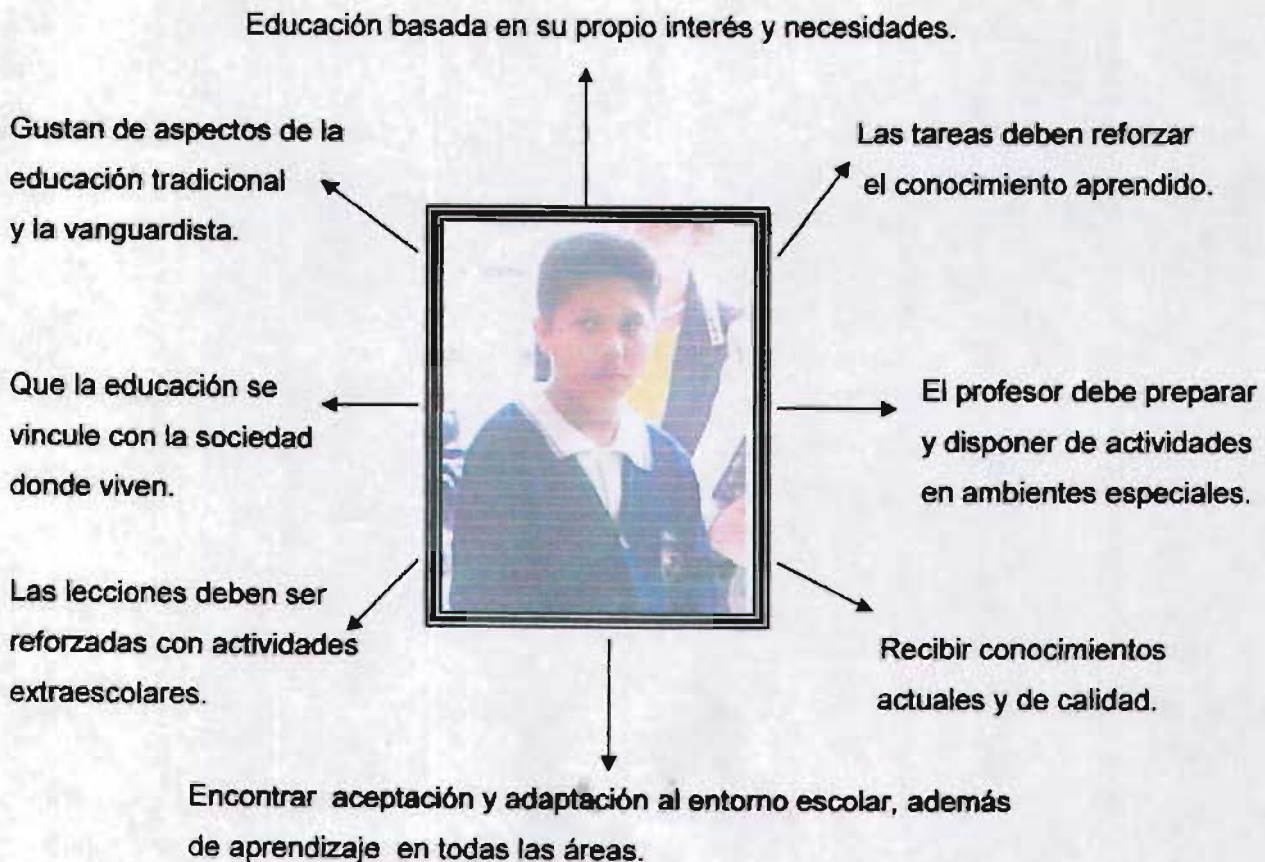 Educación basada en su propio interés y necesidades.
Gustan de aspectos de la
educación tradicional
y la vanguardista.
Las tareas deben reforzar
el conocimiento aprendido.
Que la educación se
vincule con la sociedad
donde viven.
El profesor debe preparar
y disponer de actividades
en ambientes especiales.
Las lecciones deben ser
reforzadas con actividades
extraescolares.
Recibir conocimientos
actuales y de calidad.
Encontrar aceptación y adaptación al entorno escolar, además
de aprendizaje en todas las áreas.